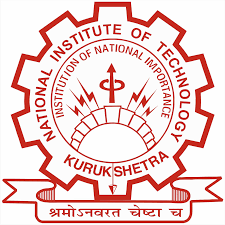 NATIONAL INSTITUTE OF TECHNOLOGY
INSTITUTION OF NATIONAL IMPORTANCE
KURUKSHETRA
श्रमोऽनवरत चेष्टा च